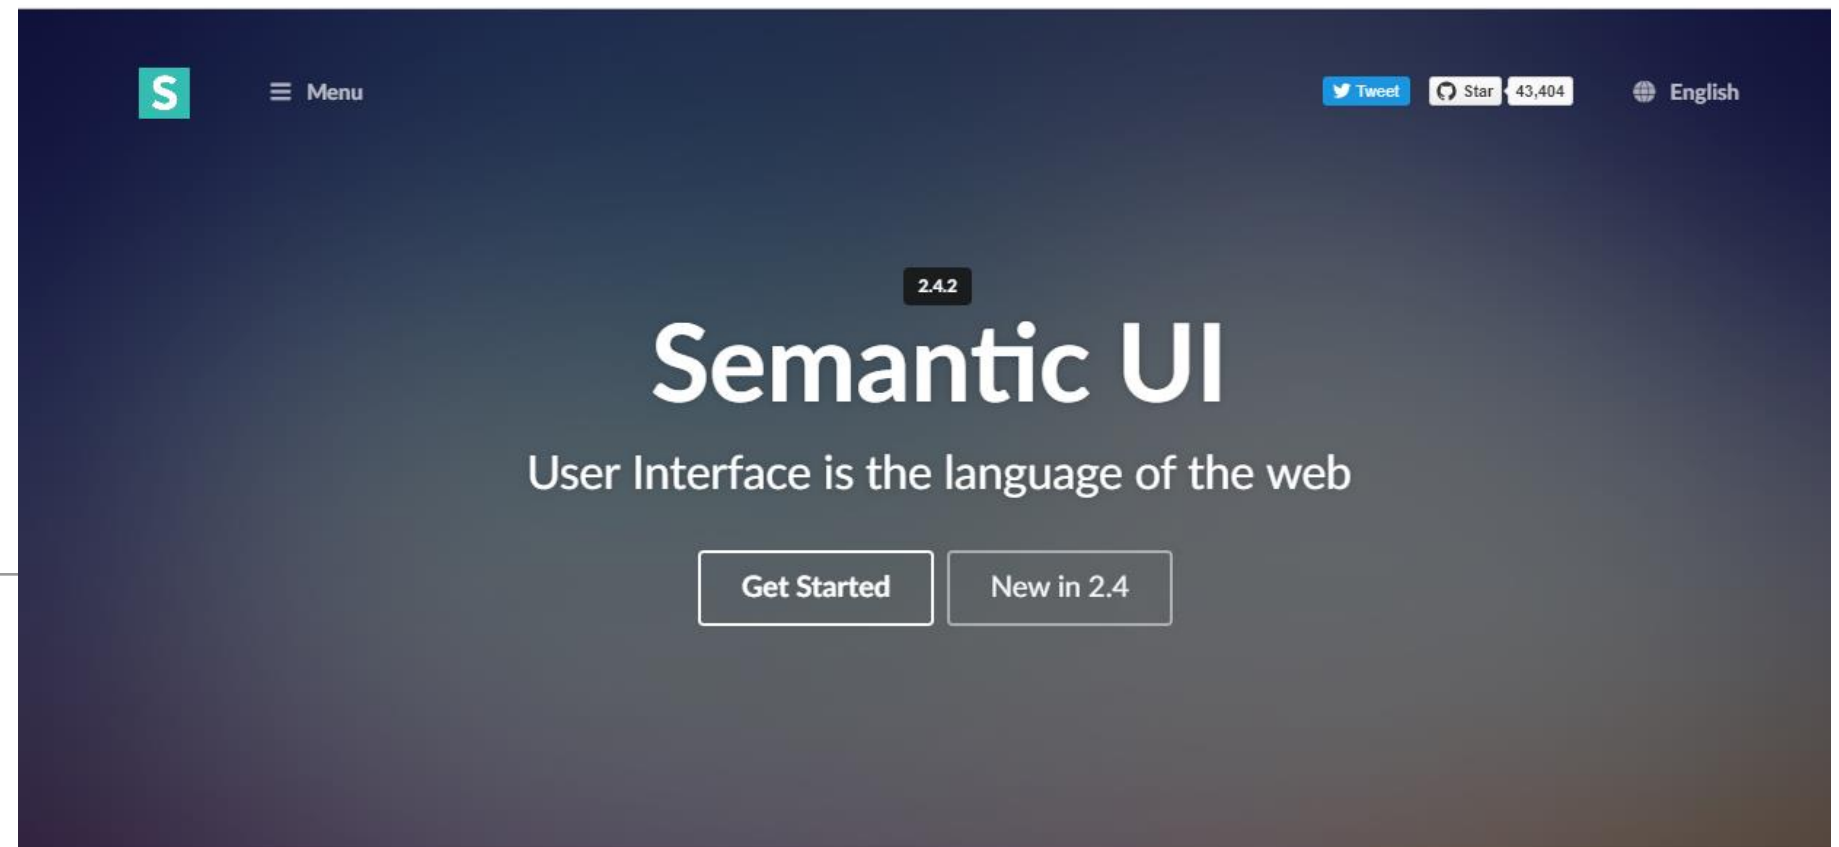 S
Menu
Tweet
Star
43,404
English
2.4.2
Semantic UI
User Interface is the language of the web
Get Started
New in 2.4